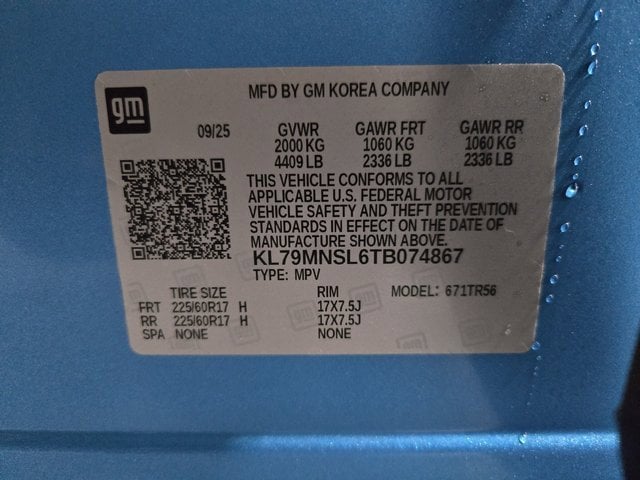 gm
MFD BY GM KOREA COMPANY
09/25 GVWR GAWR FRT GAWR RR
2000 KG 1060 KG 1060 KG
4409 LB 2336 LB 2336 LB
THIS VEHICLE CONFORMS TO ALL
APPLICABLE U.S. FEDERAL MOTOR
VEHICLE SAFETY AND THEFT PREVENTION
STANDARDS IN EFFECT ON THE DATE OF
MANUFACTURE SHOWN ABOVE.
KL79MNSL6TB074867
TYPE: MPV
TIRE SIZE RIM MODEL: 671TR56
FRT 225/60R17 H 17X7.5J
RR 225/60R17 H 17X7.5J
SPA NONE NONE